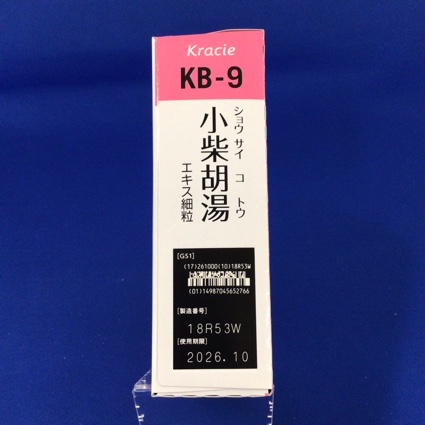 Kracie
KB-9
小柴胡湯
ショウ サイ コ トウ
エキス細粒
[GS1]
(17)261000(10)18R53W
(01)14987045652766
[製造番号]
18R53W
[使用期限]
2026.10